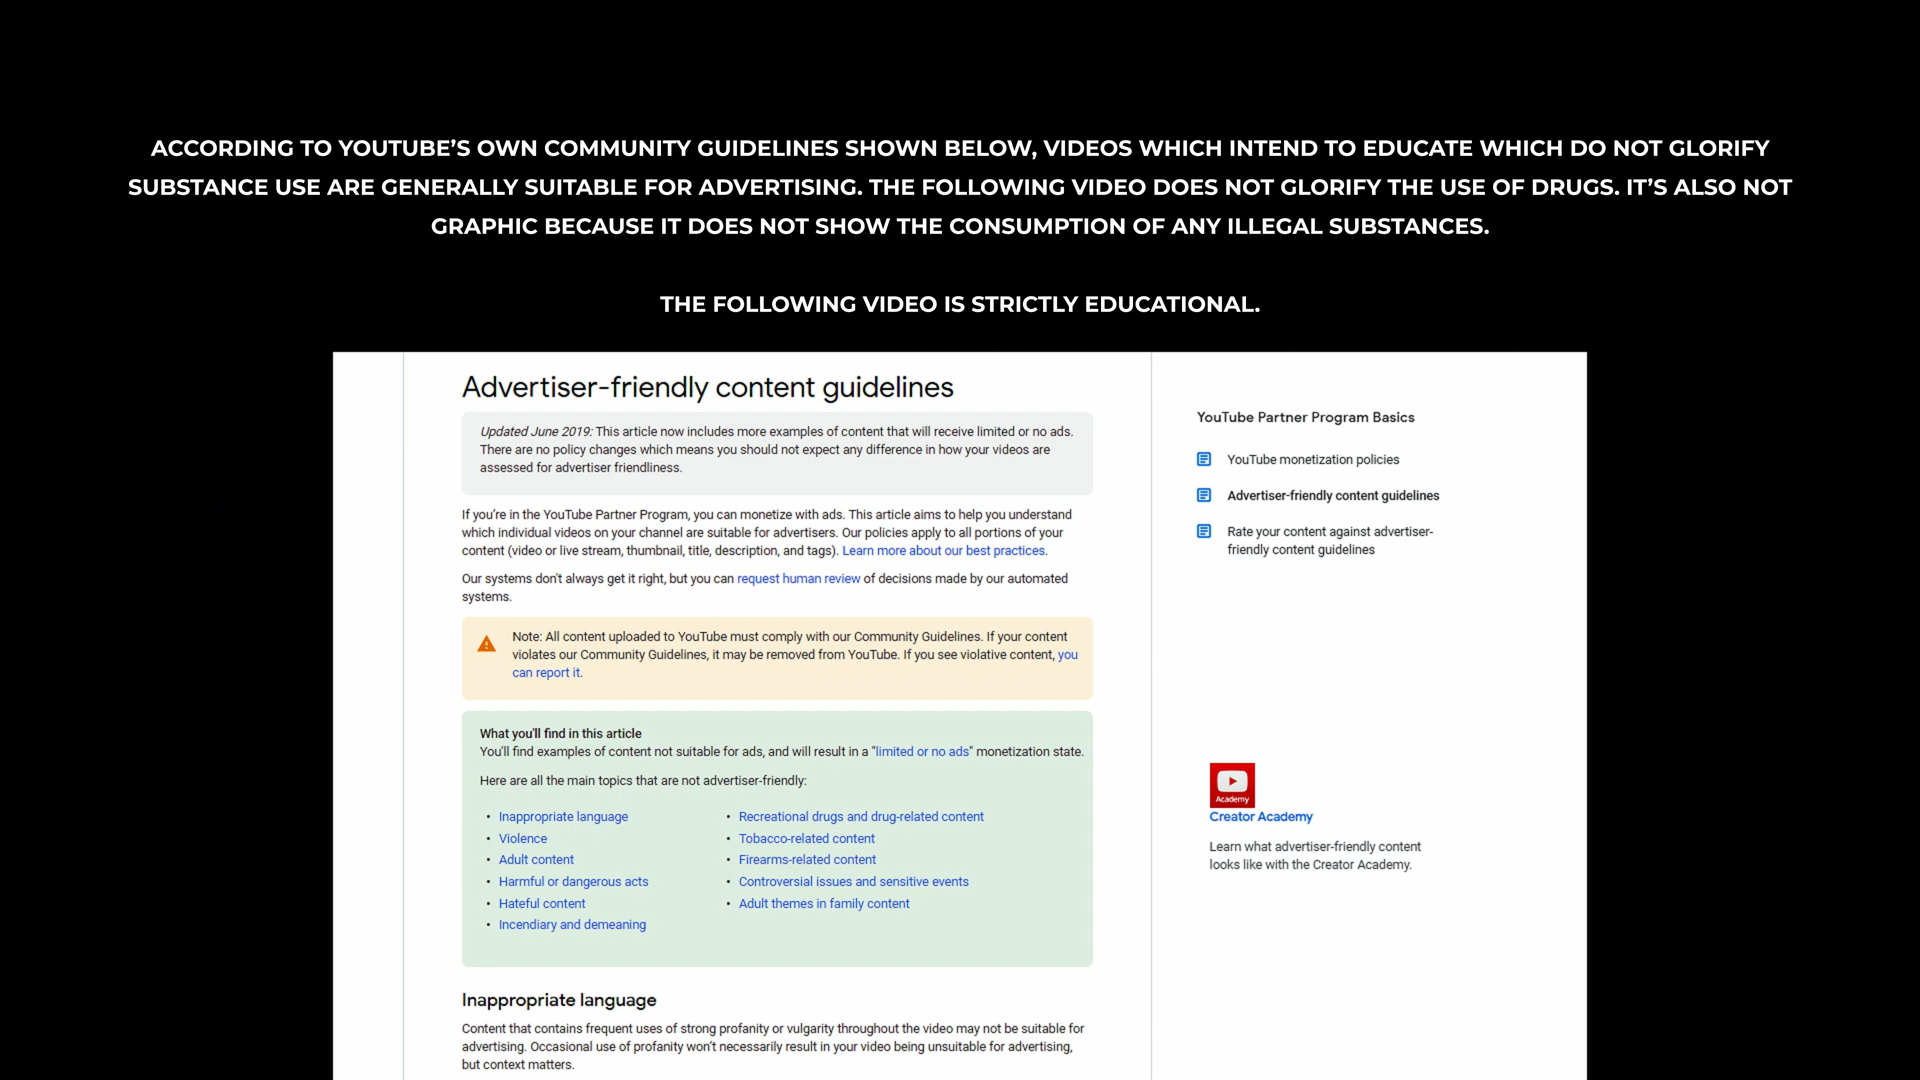 ACCORDING TO YOUTUBE’S OWN COMMUNITY GUIDELINES SHOWN BELOW, VIDEOS WHICH INTEND TO EDUCATE WHICH DO NOT GLORIFY
SUBSTANCE USE ARE GENERALLY SUITABLE FOR ADVERTISING. THE FOLLOWING VIDEO DOES NOT GLORIFY THE USE OF DRUGS. IT’S ALSO NOT
GRAPHIC BECAUSE IT DOES NOT SHOW THE CONSUMPTION OF ANY ILLEGAL SUBSTANCES.
THE FOLLOWING VIDEO IS STRICTLY EDUCATIONAL.
Advertiser-friendly content guidelines
Updated June 2019: This article now includes more examples of content that will receive limited or no ads.
There are no policy changes which means you should not expect any difference in how your videos are
assessed for advertiser friendliness.
If you’re in the YouTube Partner Program, you can monetize with ads. This article aims to help you understand
which individual videos on your channel are suitable for advertisers. Our policies apply to all portions of your
content (video or live stream, thumbnail, title, description, and tags). Learn more about our best practices.
Our systems don't always get it right, but you can request human review of decisions made by our automated
systems.
Note: All content uploaded to YouTube must comply with our Community Guidelines. If your content
violates our Community Guidelines, it may be removed from YouTube. If you see violative content, you
can report it.
What you'll find in this article
You'll find examples of content not suitable for ads, and will result in a "limited or no ads" monetization state.
Here are all the main topics that are not advertiser-friendly:
• Inappropriate language
• Violence
• Adult content
• Harmful or dangerous acts
• Hateful content
• Incendiary and demeaning
• Recreational drugs and drug-related content
• Tobacco-related content
• Firearms-related content
• Controversial issues and sensitive events
• Adult themes in family content
Inappropriate language
Content that contains frequent uses of strong profanity or vulgarity throughout the video may not be suitable for
advertising. Occasional use of profanity won’t necessarily result in your video being unsuitable for advertising,
but context matters.
YouTube Partner Program Basics
YouTube monetization policies
Advertiser-friendly content guidelines
Rate your content against advertiser-
friendly content guidelines
Academy
Creator Academy
Learn what advertiser-friendly content
looks like with the Creator Academy.